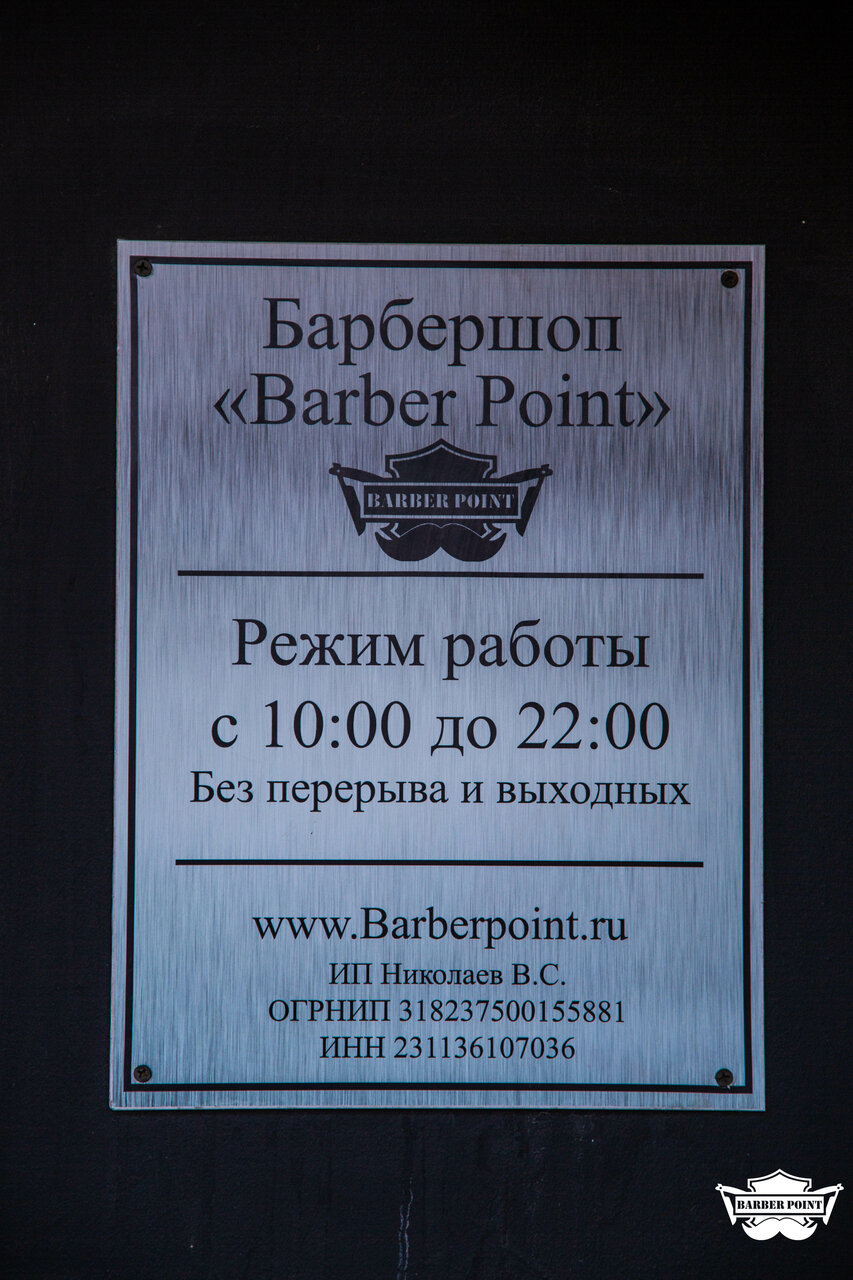 Барбершоп
«Barber Point»
BARBER POINT
Режим работы
с 10:00 до 22:00
Без перерыва и выходных
www.Barberpoint.ru
ИП Николаев В.С.
ОГРНИП 318237500155881
ИНН 231136107036
BARBER POINT